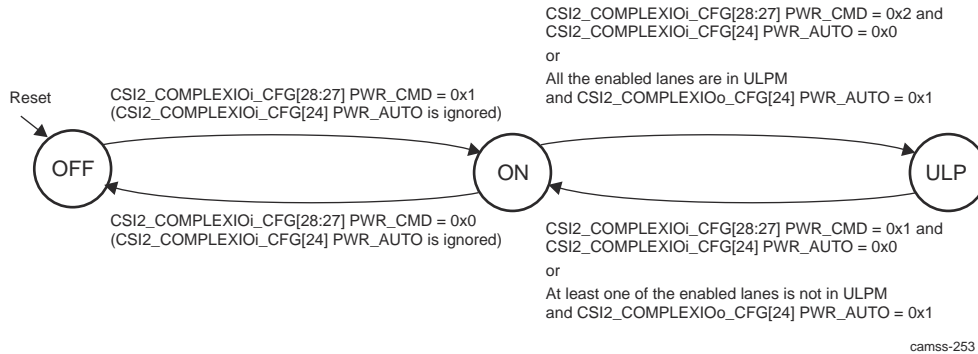 CSI2_COMPLEXIOi_CFG[28:27] PWR_CMD = 0x2 and
CSI2_COMPLEXIOi_CFG[24] PWR_AUTO = 0x0
or
All the enabled lanes are in ULPM
and CSI2_COMPLEXIOo_CFG[24] PWR_AUTO = 0x1
Reset
CSI2_COMPLEXIOi_CFG[28:27] PWR_CMD = 0x1
(CSI2_COMPLEXIOi_CFG[24] PWR_AUTO is ignored)
OFF
ON
ULP
CSI2_COMPLEXIOi_CFG[28:27] PWR_CMD = 0x0
(CSI2_COMPLEXIOi_CFG[24] PWR_AUTO is ignored)
CSI2_COMPLEXIOi_CFG[28:27] PWR_CMD = 0x1 and
CSI2_COMPLEXIOi_CFG[24] PWR_AUTO = 0x0
or
At least one of the enabled lanes is not in ULPM
and CSI2_COMPLEXIOo_CFG[24] PWR_AUTO = 0x1
camss-253